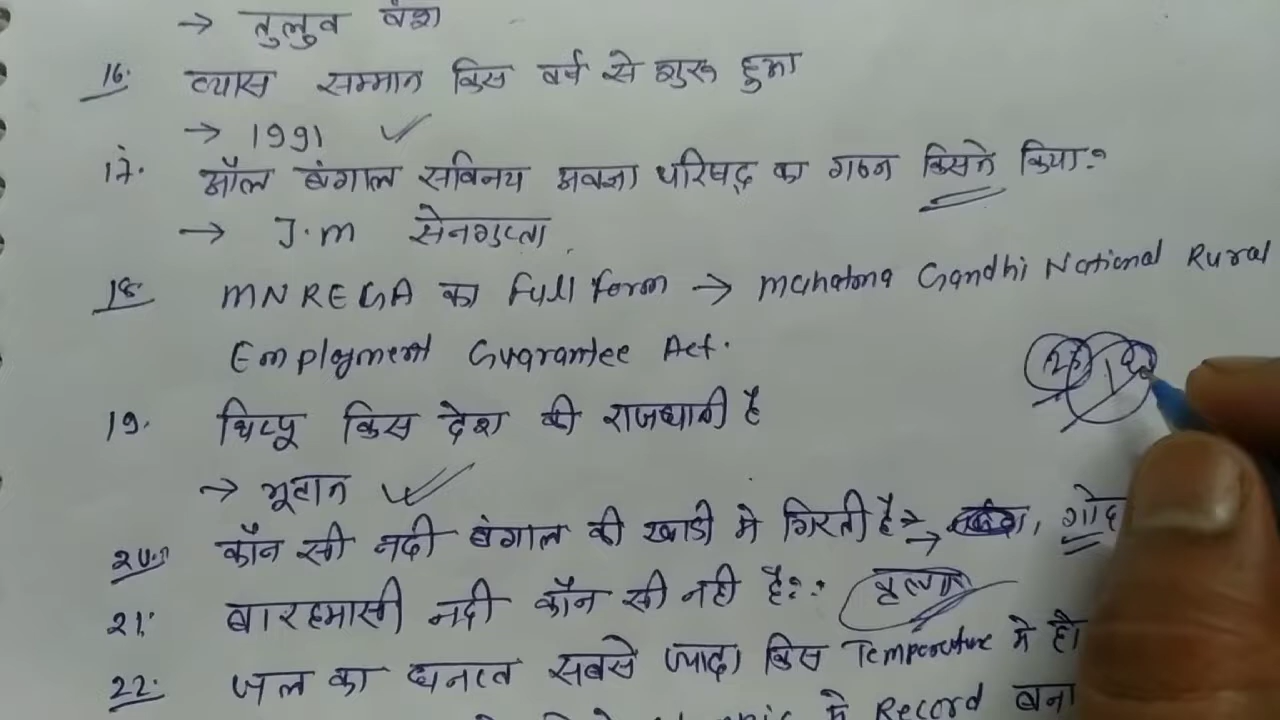 → तुलुव वंश
16. व्यास सम्मान किस वर्ष से शुरू हुआ
→ 1991
17. ऑल बंगाल सविनय अवज्ञा परिषद् का गठन किसने किया?
→ J.M सेनगुप्ता
18. MNREGA का Full form → Mahatma Gandhi National Rural
Employment Guarantee Act.
19. थिम्पू किस देश की राजधानी है
→ भूटान
20. कौन सी नदी बंगाल की खाडी मे गिरती है → गोद
21. बारहमासी नदी कौन सी नही है: कृष्णा
22. जल का घनत्व सबसे ज्यादा किस Temperature मे हो
मे Record बना